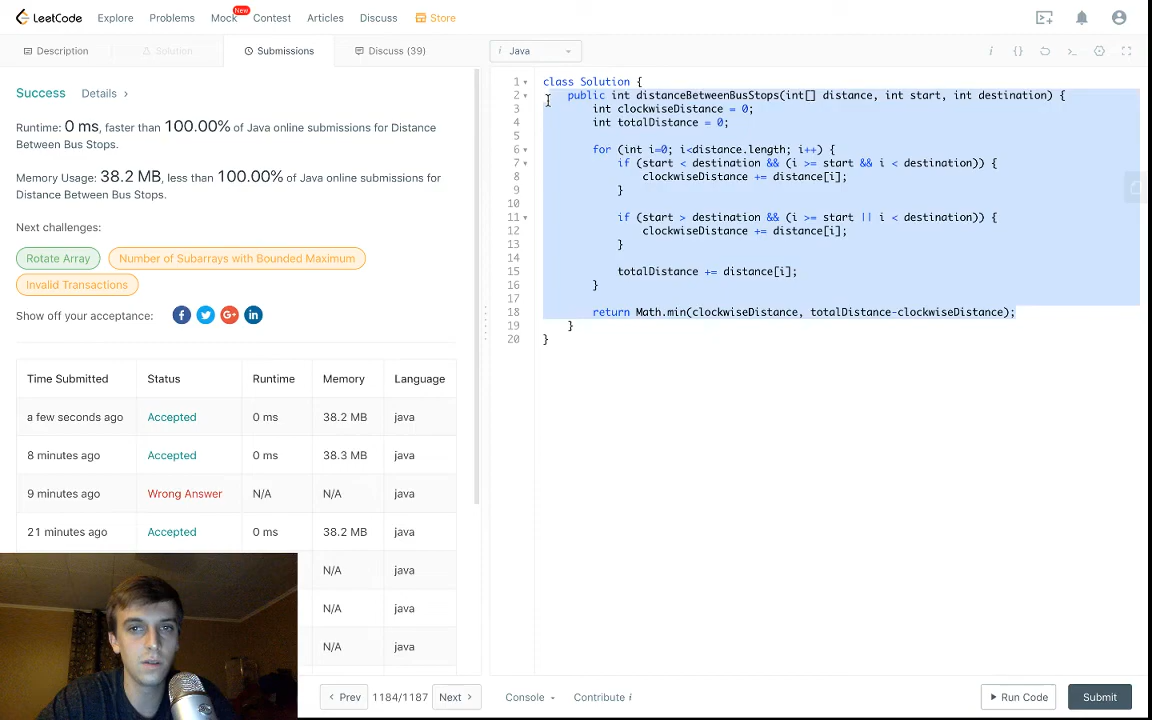 LeetCode
Explore
Problems
Mock
New
Contest
Articles
Discuss
Store
Description
Solution
Submissions
Discuss (39)
i Java
Success
Details
Runtime: 0 ms, faster than 100.00% of Java online submissions for Distance
Between Bus Stops.
Memory Usage: 38.2 MB, less than 100.00% of Java online submissions for
Distance Between Bus Stops.
Next challenges:
Rotate Array
Number of Subarrays with Bounded Maximum
Invalid Transactions
Show off your acceptance:
Time Submitted Status Runtime Memory Language
a few seconds ago Accepted 0 ms 38.2 MB java
8 minutes ago Accepted 0 ms 38.3 MB java
9 minutes ago Wrong Answer N/A N/A java
21 minutes ago Accepted 0 ms 38.2 MB java
N/A java
N/A java
N/A java
1 class Solution {
2 public int distanceBetweenBusStops(int[] distance, int start, int destination) {
3 int clockwiseDistance = 0;
4 int totalDistance = 0;
5
6 for (int i=0; i<distance.length; i++) {
7 if (start < destination && (i >= start && i < destination)) {
8 clockwiseDistance += distance[i];
9 }
10
11 if (start > destination && (i >= start || i < destination)) {
12 clockwiseDistance += distance[i];
13 }
14
15 totalDistance += distance[i];
16 }
17
18 return Math.min(clockwiseDistance, totalDistance-clockwiseDistance);
19 }
20 }
Prev
1184/1187
Next
Console
Contribute i
Run Code
Submit